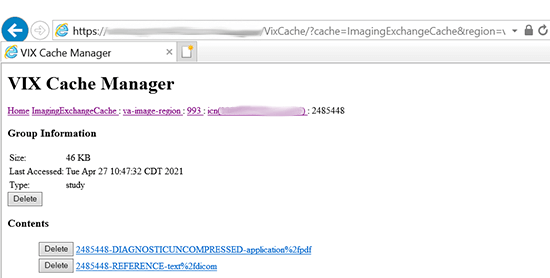 https:// /VixCache/?cache=ImagingExchangeCache&region=v
VIX Cache Manager
VIX Cache Manager
Home ImagingExchangeCache : va-image-region : 993 : icn( ) : 2485448
Group Information
Size: 46 KB
Last Accessed: Tue Apr 27 10:47:32 CDT 2021
Type: study
Delete
Contents
Delete 2485448-DIAGNOSTICUNCOMPRESSED-application%2fpdf
Delete 2485448-REFERENCE-text%2fdicom